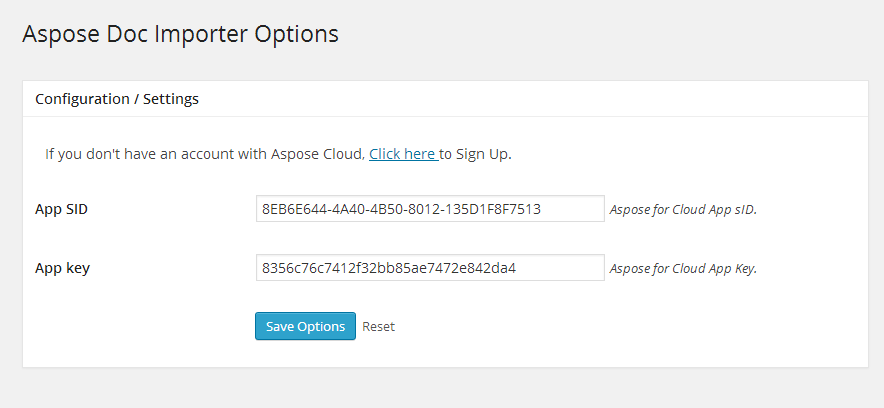 Aspose Doc Importer Options
Configuration / Settings
If you don't have an account with Aspose Cloud, Click here to Sign Up.
App SID 8EB6E644-4A40-4B50-8012-135D1F8F7513 Aspose for Cloud App sID.
App key 8356c76c7412f32bb85ae7472e842da4 Aspose for Cloud App Key.
Save Options Reset